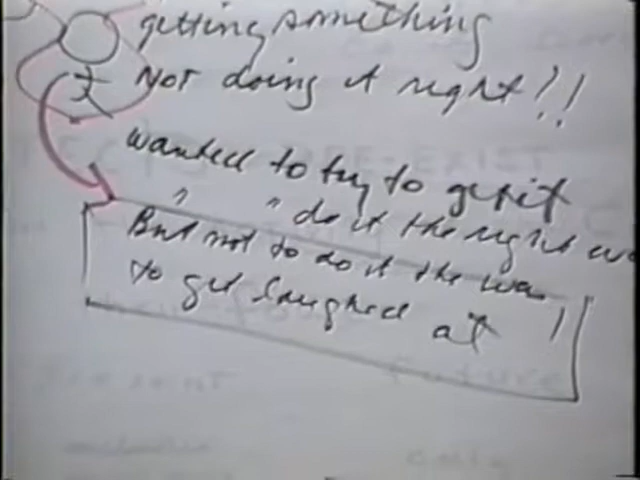 getting something
Not doing it right!!
wanted to try to get it
" " do it the right
But not to do it the wa
to get laughed at !